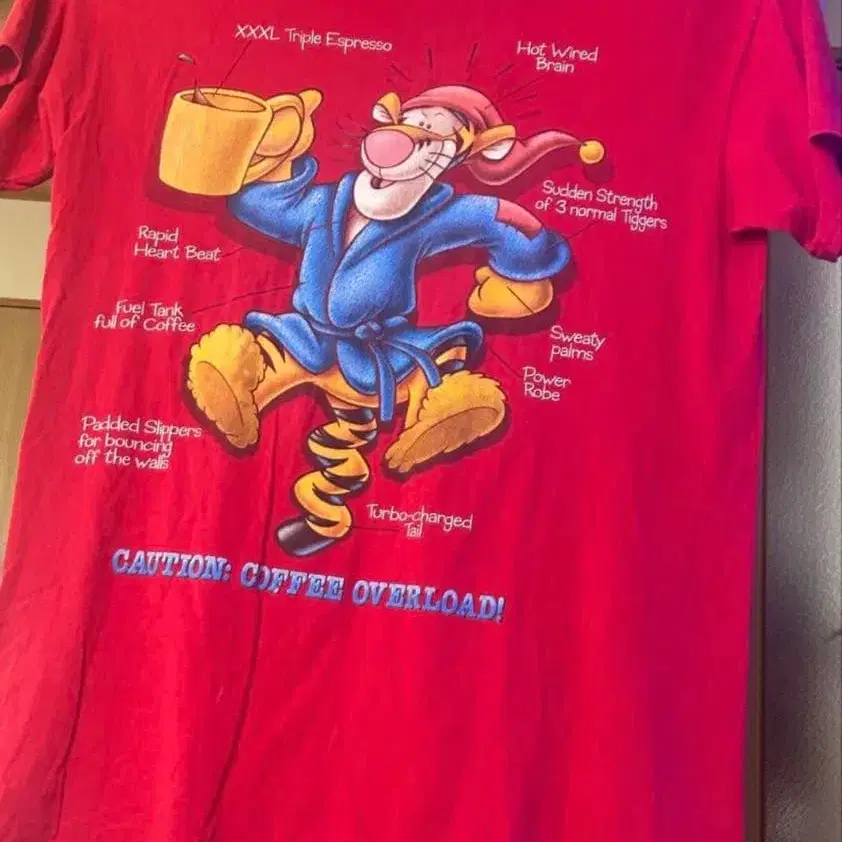 XXXL Triple Espresso
Hot Wired
Brain
Sudden Strength
of 3 normal Tiggers
Rapid
Heart Beat
Fuel Tank
full of Coffee
Sweaty
palms
Power
Robe
Padded Slippers
for bouncing
off the walls
Turbo-changed
Tail
CAUTION: COFFEE OVERLOAD!